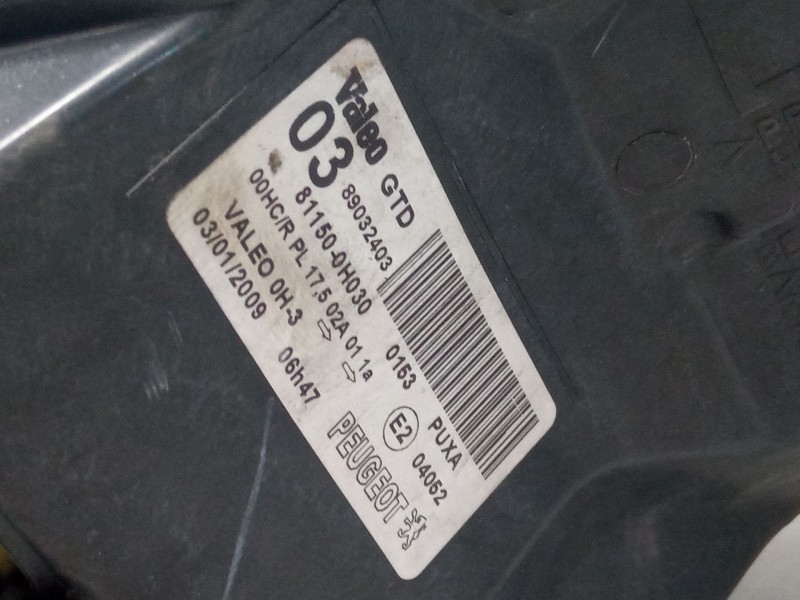 Valeo GTD
03 89032403
81150-0H030 0153 PUXA
00HC/R PL 17,5 02A 01 1a E2 04052
VALEO 0H-3
03/01/2009 06h47 PEUGEOT